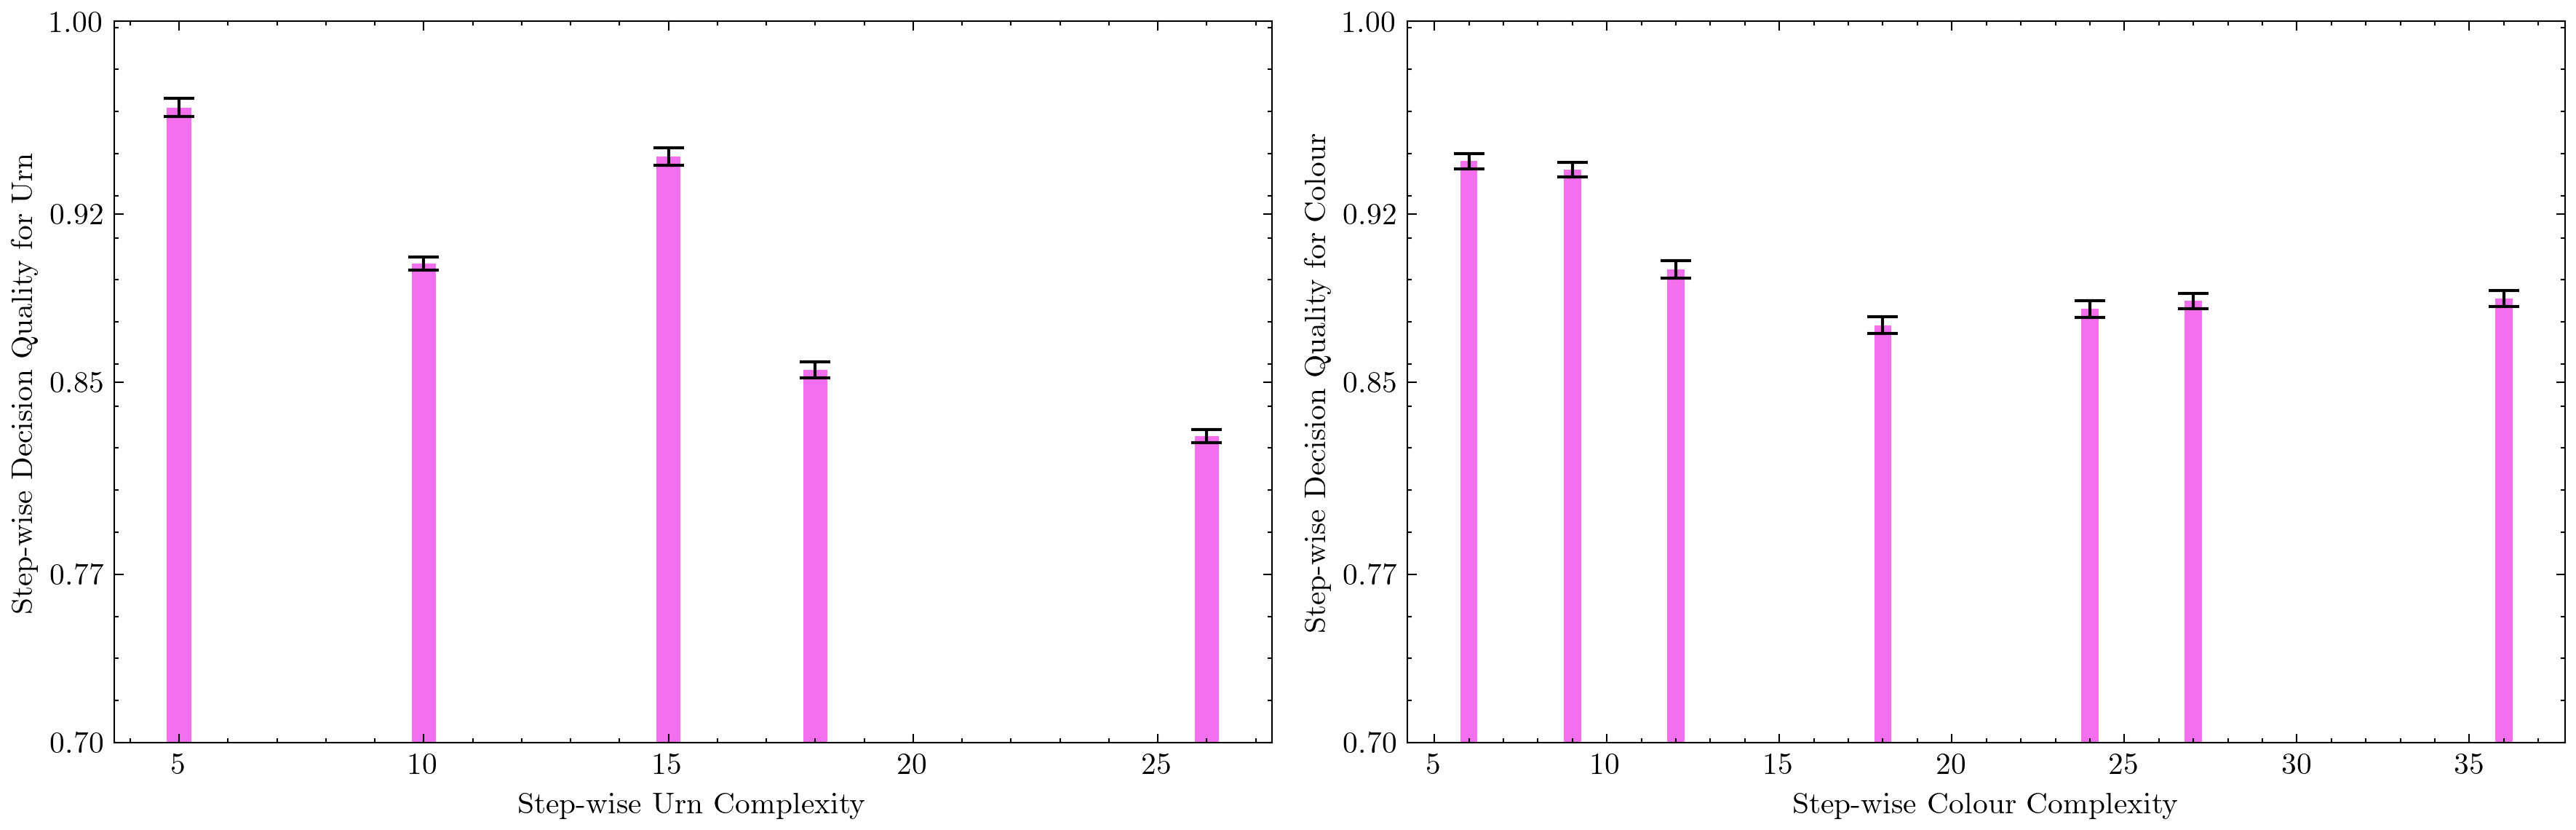 Step-wise Decision Quality for Urn
1.00
0.92
0.85
0.77
0.70
5 10 15 20 25
Step-wise Urn Complexity
Step-wise Decision Quality for Colour
1.00
0.92
0.85
0.77
0.70
5 10 15 20 25 30 35
Step-wise Colour Complexity